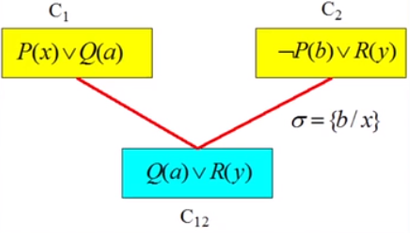 C₁ C₂
P(x)∨Q(a) ¬P(b)∨R(y)
σ={b/x}
Q(a)∨R(y)
C₁₂